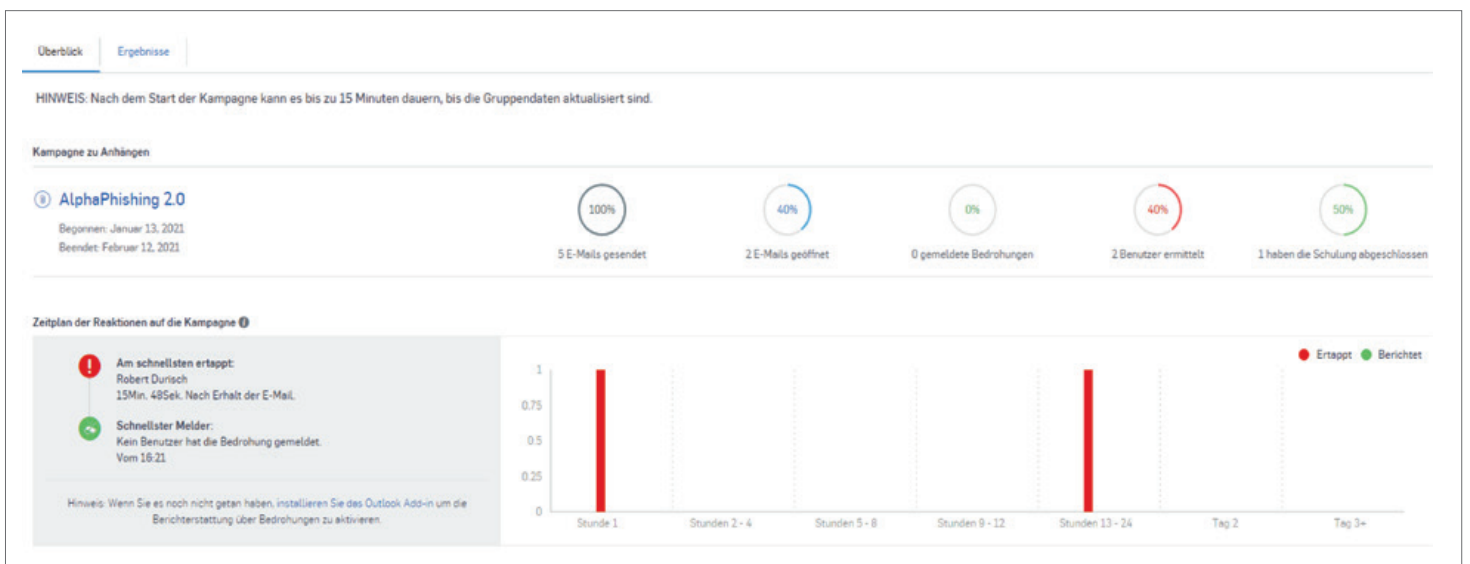 Überblick
Ergebnisse
HINWEIS: Nach dem Start der Kampagne kann es bis zu 15 Minuten dauern, bis die Gruppendaten aktualisiert sind.
Kampagne zu Anhängen
AlphaPhishing 2.0
Begonnen: Januar 13, 2021
Beendet: Februar 12, 2021
100%
5 E-Mails gesendet
40%
2 E-Mails geöffnet
0%
0 gemeldete Bedrohungen
40%
2 Benutzer ermittelt
50%
1 haben die Schulung abgeschlossen
Zeitplan der Reaktionen auf die Kampagne
Am schnellsten ertappt:
Robert Durisch
15Min. 48Sek. Nach Erhalt der E-Mail.
Schnellster Melder:
Kein Benutzer hat die Bedrohung gemeldet.
Vom 16:21
Hinweis: Wenn Sie es noch nicht getan haben, installieren Sie das Outlook Add-in um die
Berichterstattung über Bedrohungen zu aktivieren.
Ertappt Berichtet
1
0.75
0.5
0.25
0
Stunde 1 Stunden 2 - 4 Stunden 5 - 8 Stunden 9 - 12 Stunden 13 - 24 Tag 2 Tag 3+